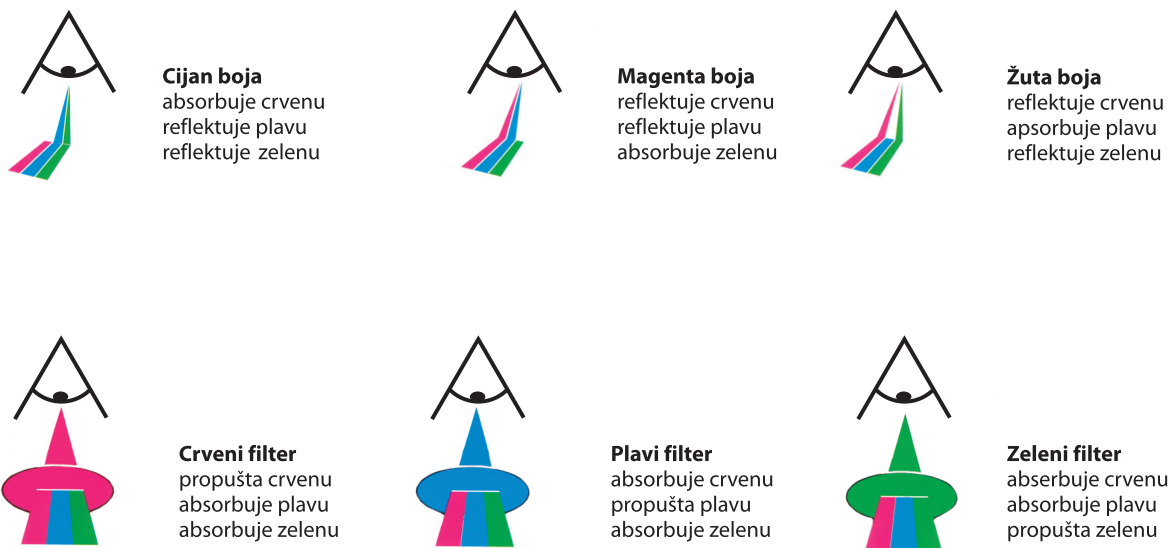 Cijan boja
absorbuje crvenu
reflektuje plavu
reflektuje zelenu
Magenta boja
reflektuje crvenu
reflektuje plavu
absorbuje zelenu
Žuta boja
reflektuje crvenu
apsorbuje plavu
reflektuje zelenu
Crveni filter
propušta crvenu
absorbuje plavu
absorbuje zelenu
Plavi filter
absorbuje crvenu
propušta plavu
absorbuje zelenu
Zeleni filter
abserbuje crvenu
absorbuje plavu
propušta zelenu